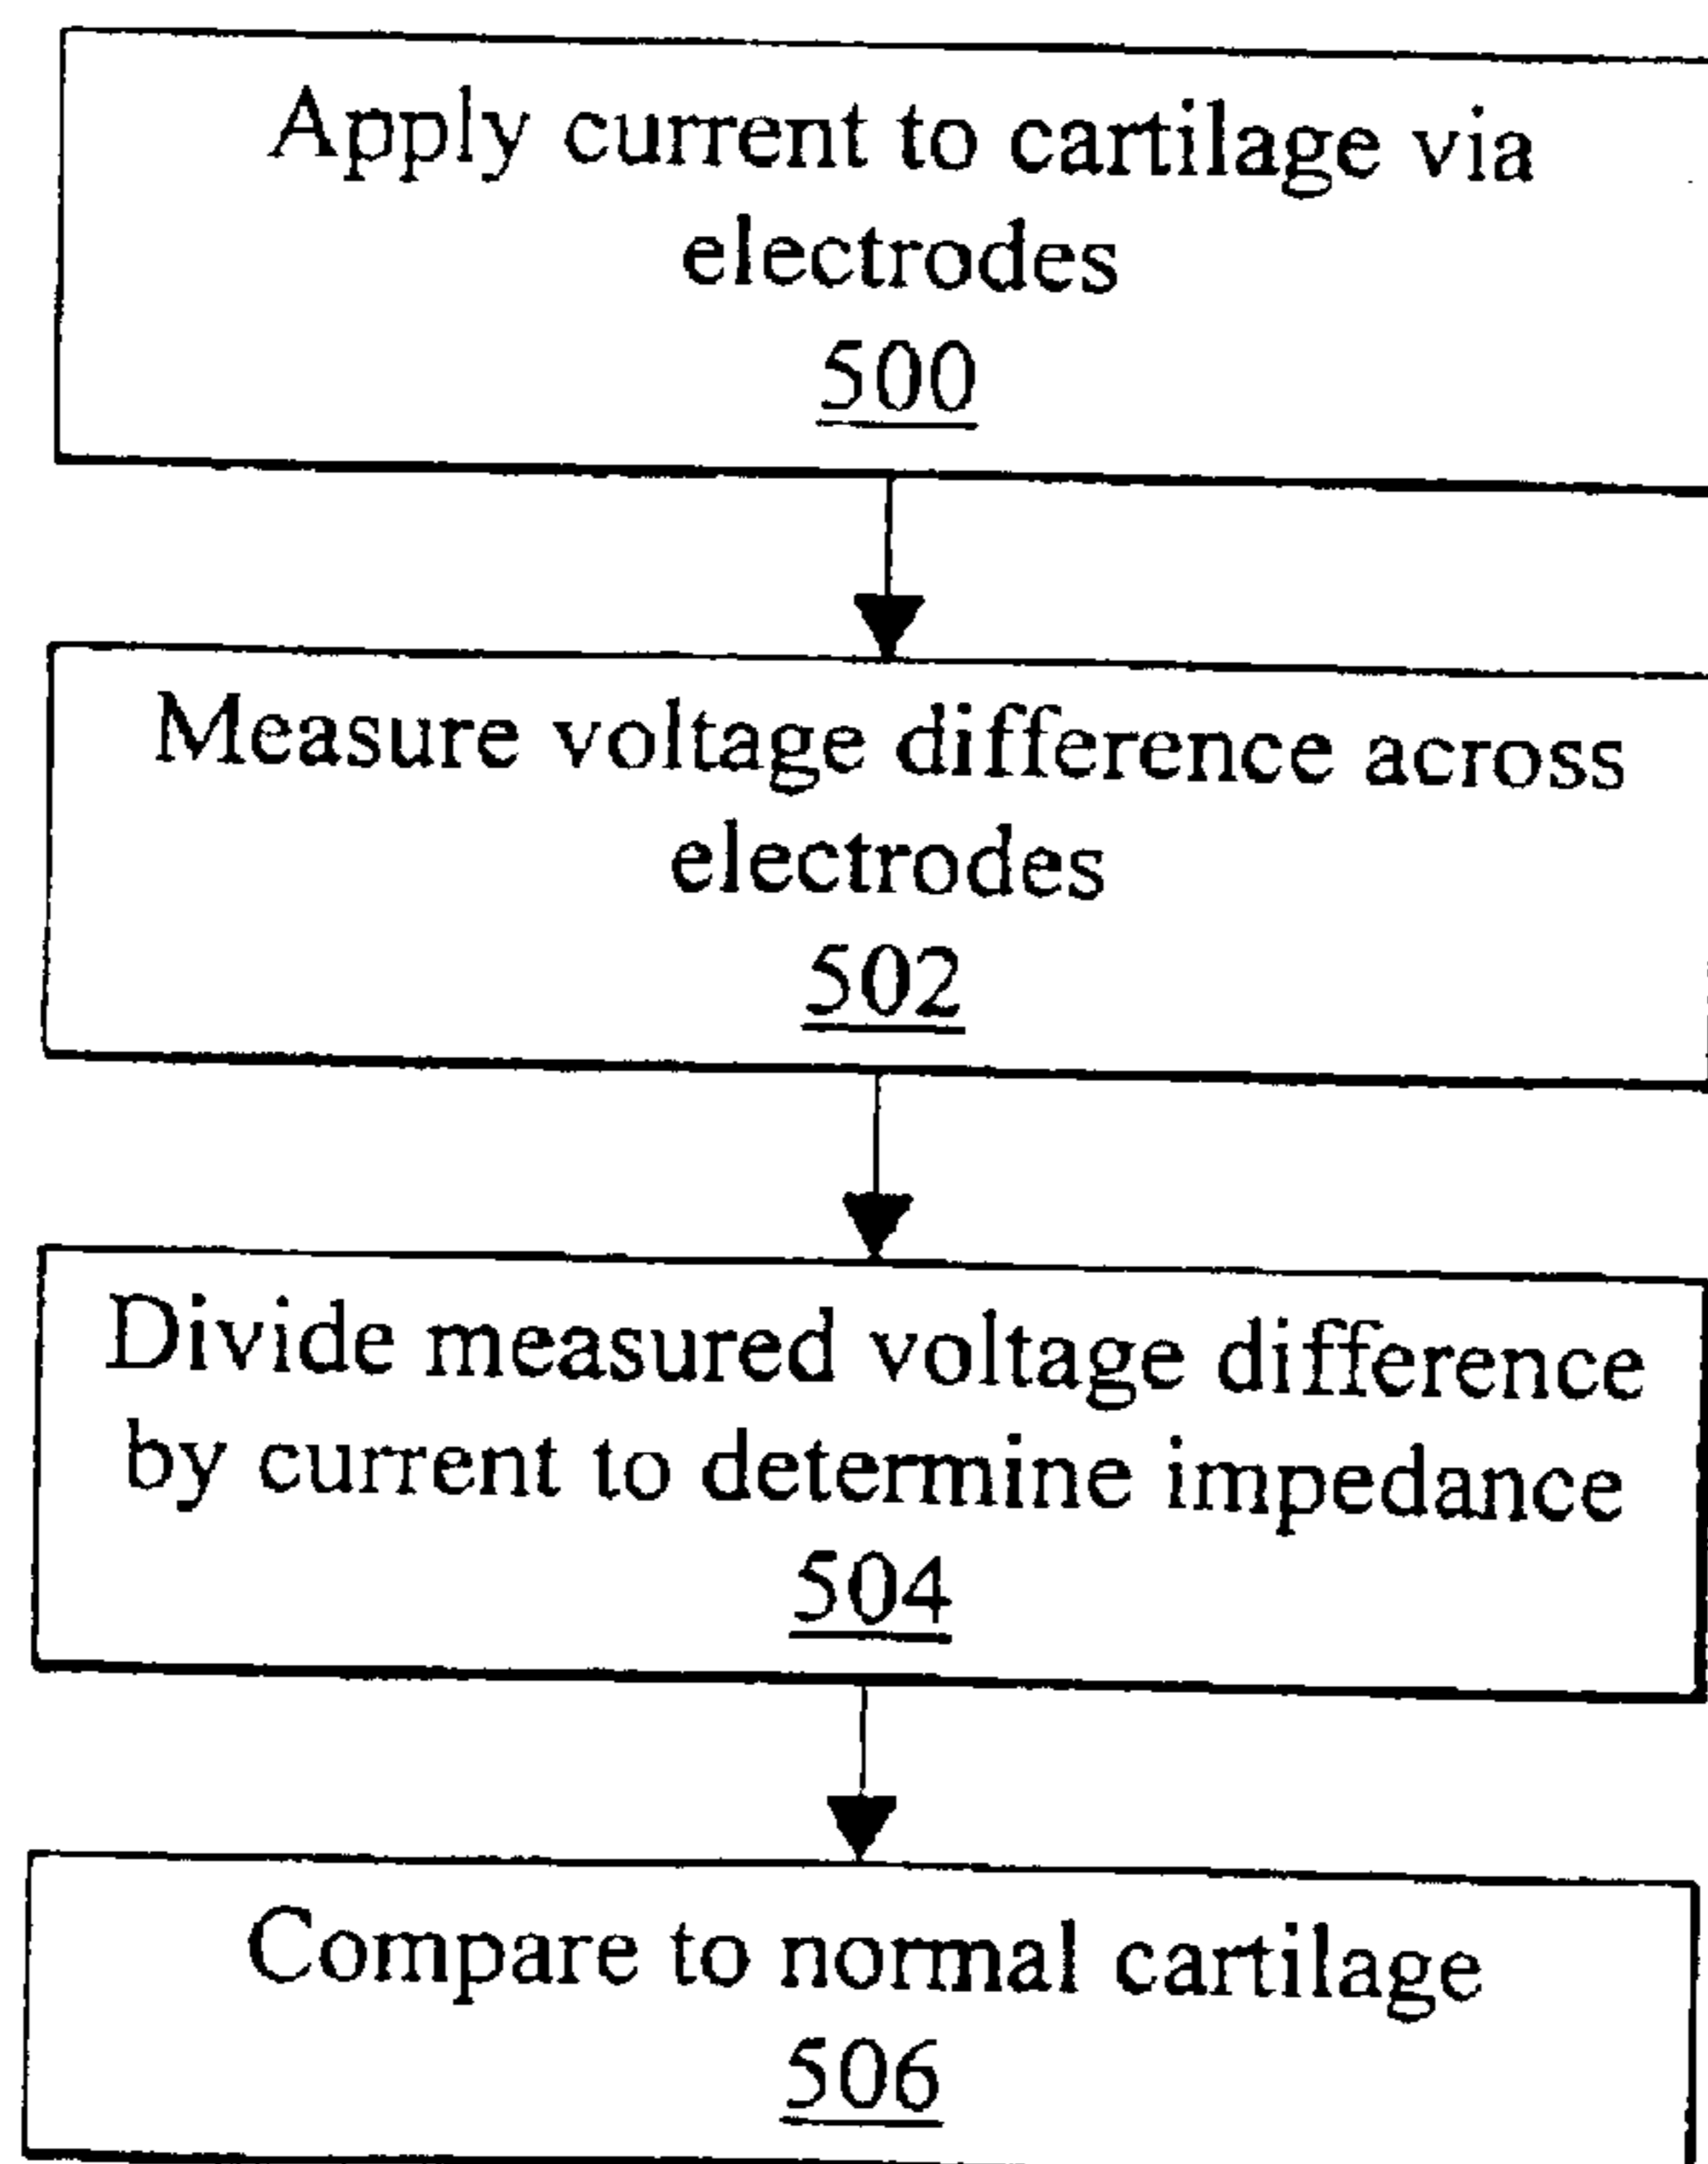 Apply current to cartilage via
electrodes
500
Measure voltage difference across
electrodes
502
Divide measured voltage difference
by current to determine impedance
504
Compare to normal cartilage
506